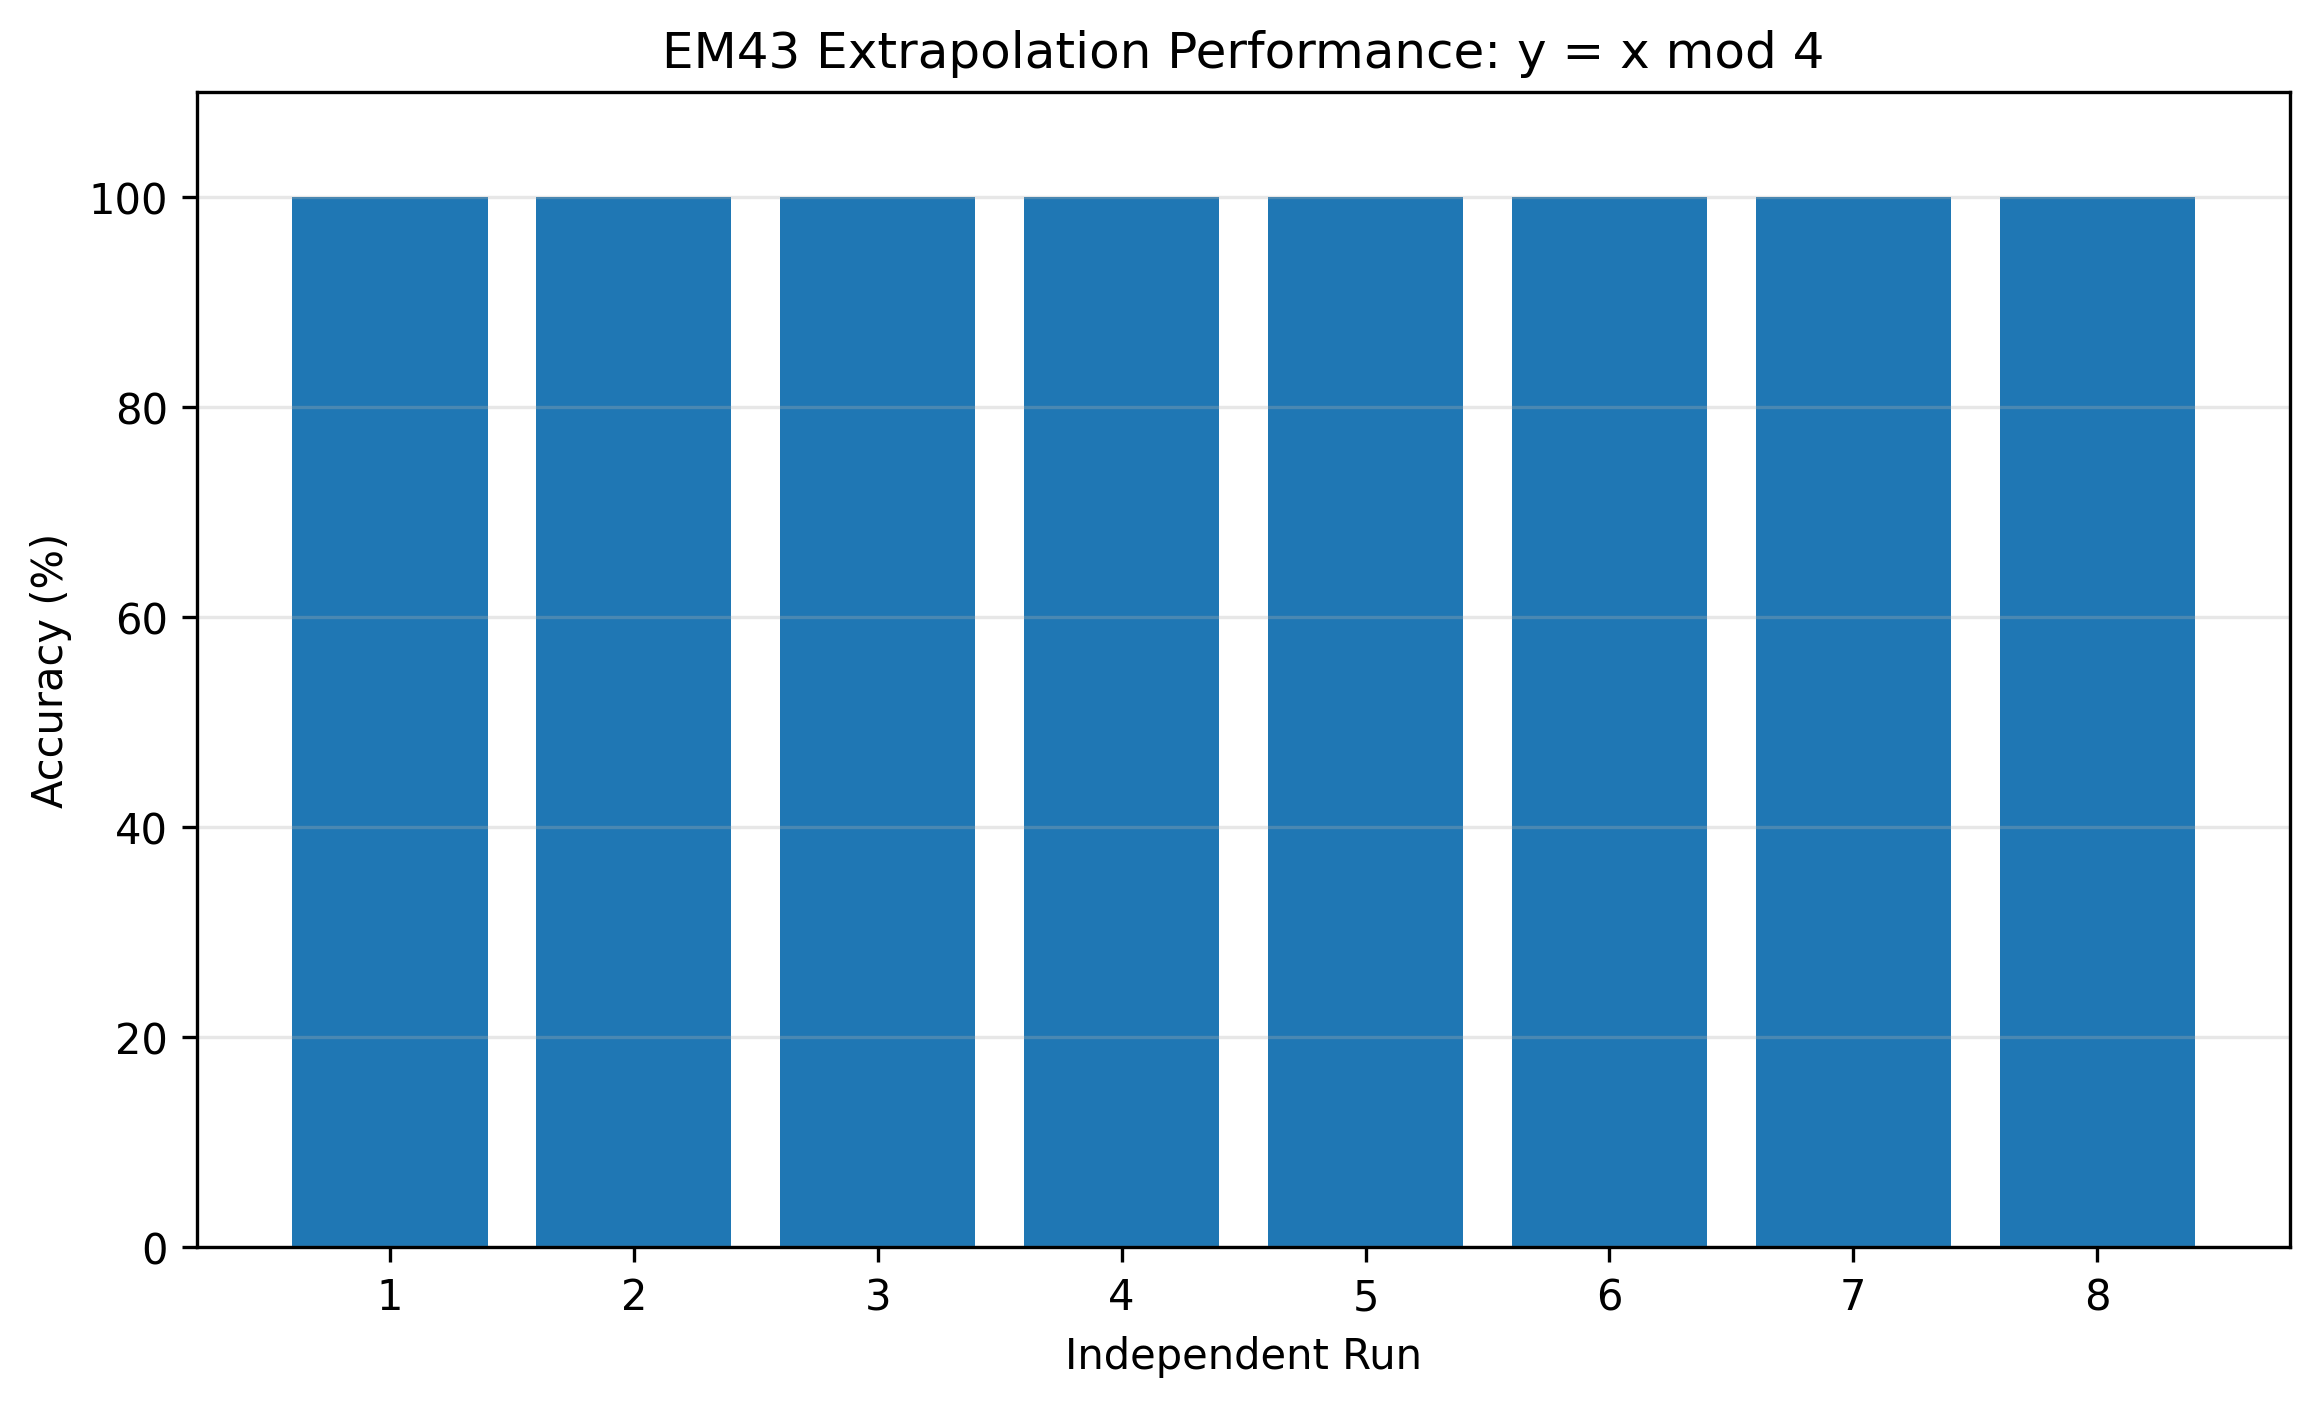 EM43 Extrapolation Performance: y = x mod 4
Accuracy (%)
100
80
60
40
20
0
1 2 3 4 5 6 7 8
Independent Run